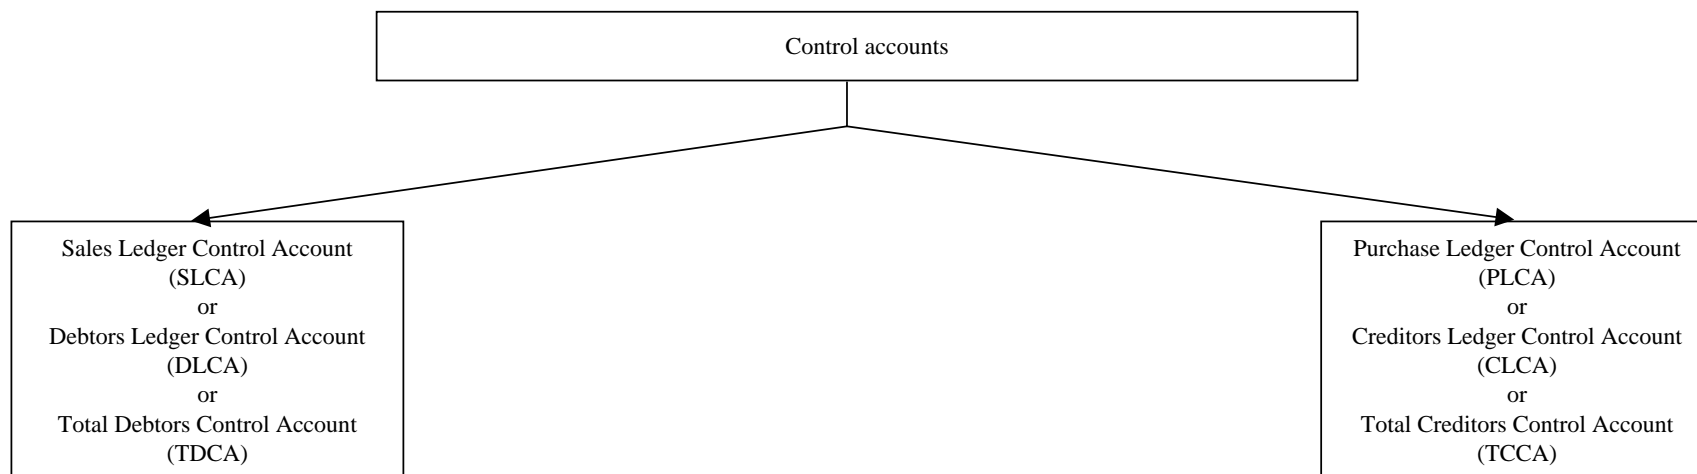 Control accounts
Sales Ledger Control Account
(SLCA)
or
Debtors Ledger Control Account
(DLCA)
or
Total Debtors Control Account
(TDCA)
Purchase Ledger Control Account
(PLCA)
or
Creditors Ledger Control Account
(CLCA)
or
Total Creditors Control Account
(TCCA)